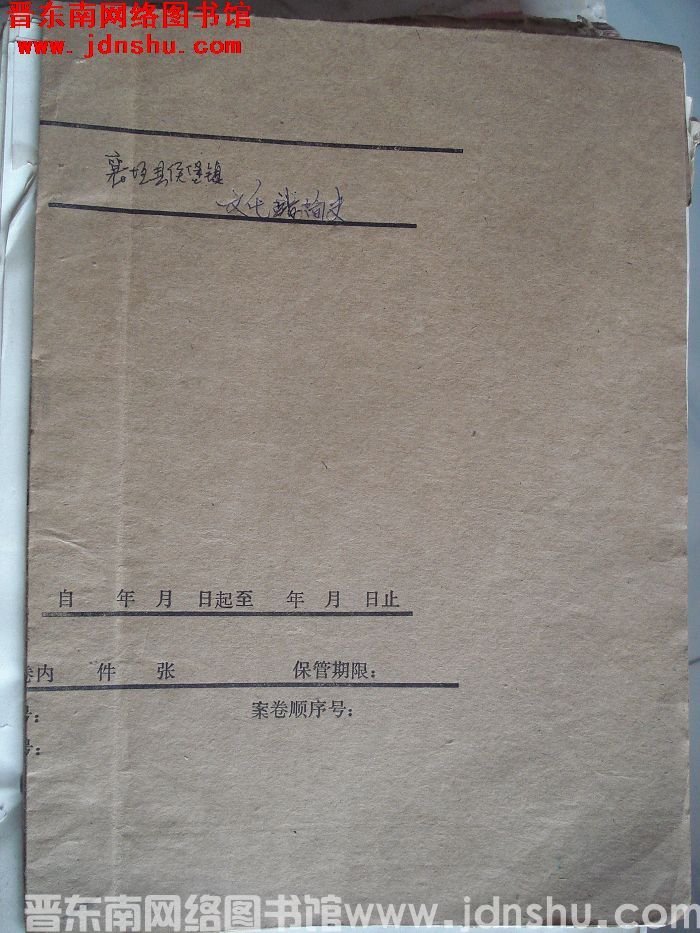 晋东南网络图书馆
www.jdnshu.com
襄垣县侯堡镇
文化站简史
自 年 月 日起至 年 月 日止
卷内 件 张 保管期限：
号： 案卷顺序号：
号：
晋东南网络图书馆www.jdnshu.com